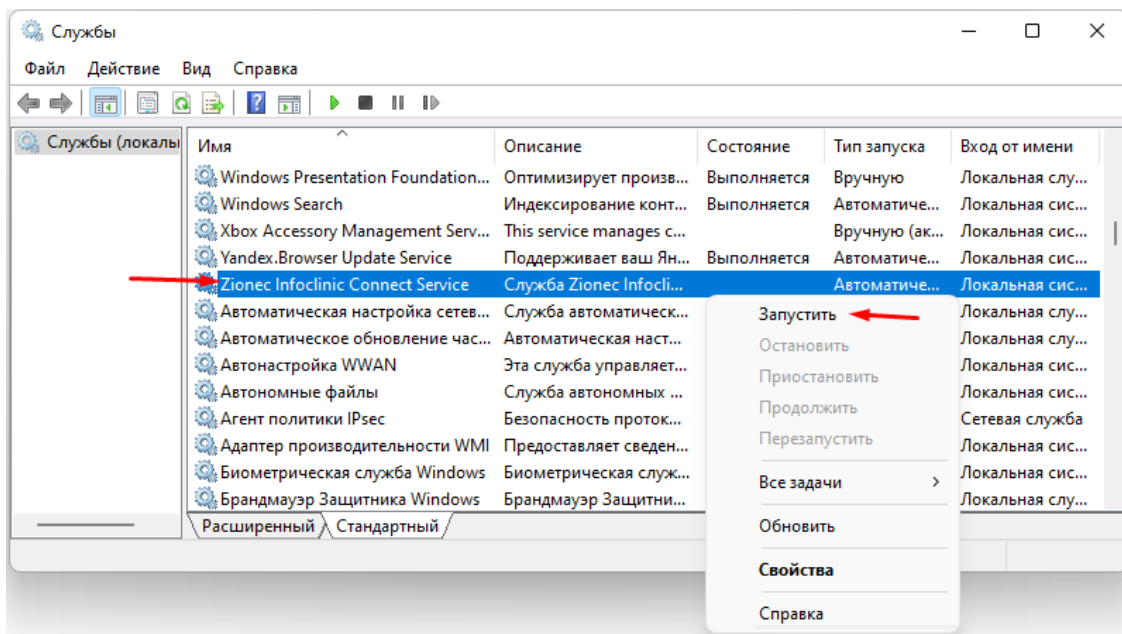 Службы
Файл Действие Вид Справка
Службы (локалы
Имя Описание Состояние Тип запуска Вход от имени
Windows Presentation Foundation... Оптимизирует произв... Выполняется Вручную Локальная слу...
Windows Search Индексирование конт... Выполняется Автоматиче... Локальная сис...
Xbox Accessory Management Serv... This service manages c... Вручную (ак... Локальная сис...
Yandex.Browser Update Service Поддерживает ваш Ян... Выполняется Автоматиче... Локальная сис...
Zionec Infoclinic Connect Service Служба Zionec Infocli... Автоматиче... Локальная сис...
Автоматическая настройка сетев... Служба автоматическ... Запустить Локальная слу...
Автоматическое обновление час... Автоматическая наст... Остановить Локальная слу...
Автонастройка WWAN Эта служба управляет... Приостановить Локальная сис...
Автономные файлы Служба автономных ... Продолжить Локальная сис...
Агент политики IPsec Безопасность проток... Перезапустить Сетевая служба
Адаптер производительности WMI Предоставляет сведен... Локальная сис...
Биометрическая служба Windows Биометрическая служ... Все задачи Локальная сис...
Брандмауэр Защитника Windows Брандмауэр Защитни... Локальная слу...
Расширенный Стандартный Обновить
Свойства
Справка